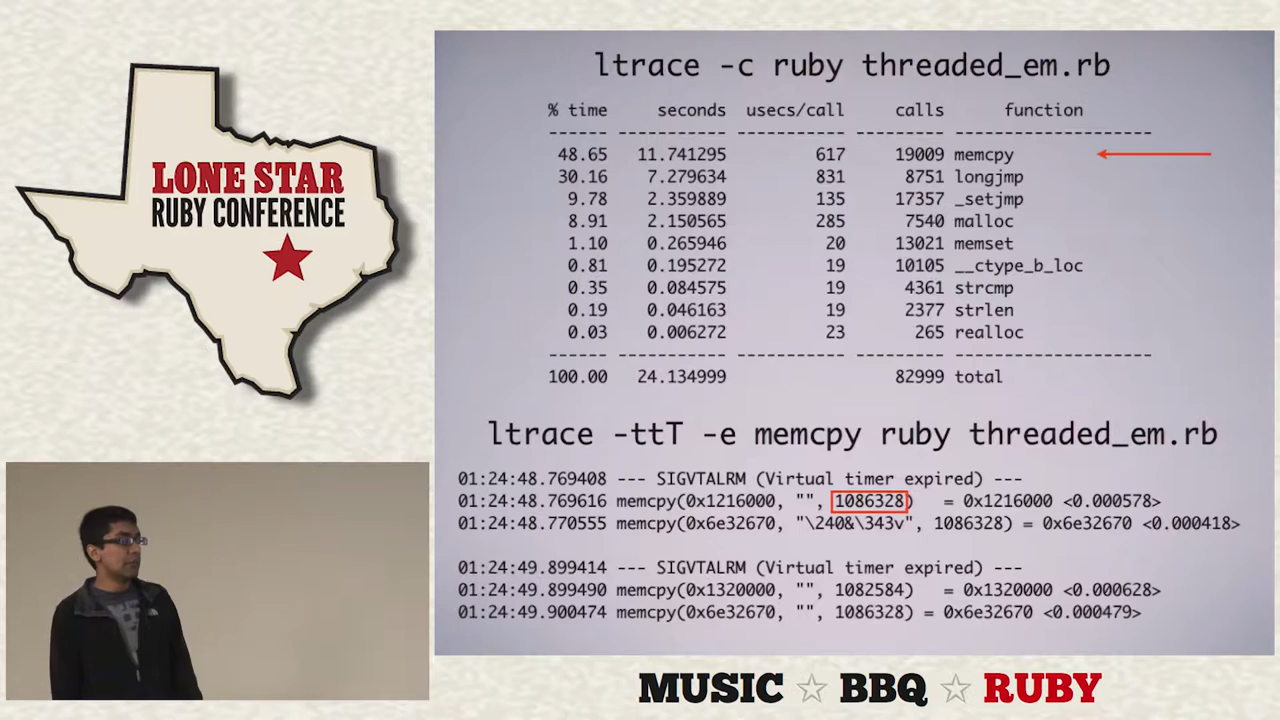 LONE STAR
RUBY CONFERENCE
ltrace -c ruby threaded_em.rb
% time seconds usecs/call calls function
------ ----------- ----------- --------- --------------------
48.65 11.741295 617 19009 memcpy
30.16 7.279634 831 8751 longjmp
9.78 2.359889 135 17357 _setjmp
8.91 2.150565 285 7540 malloc
1.10 0.265946 20 13021 memset
0.81 0.195272 19 10105 __ctype_b_loc
0.35 0.084575 19 4361 strcmp
0.19 0.046163 19 2377 strlen
0.03 0.006272 23 265 realloc
------ ----------- ----------- --------- --------------------
100.00 24.134999 82999 total
ltrace -ttT -e memcpy ruby threaded_em.rb
01:24:48.769408 --- SIGVTALRM (Virtual timer expired) ---
01:24:48.769616 memcpy(0x1216000, "", 1086328) = 0x1216000 <0.000578>
01:24:48.770555 memcpy(0x6e32670, "\240&\343v", 1086328) = 0x6e32670 <0.000418>
01:24:49.899414 --- SIGVTALRM (Virtual timer expired) ---
01:24:49.899490 memcpy(0x1320000, "", 1082584) = 0x1320000 <0.000628>
01:24:49.900474 memcpy(0x6e32670, "", 1086328) = 0x6e32670 <0.000479>
MUSIC ☆ BBQ ☆ RUBY